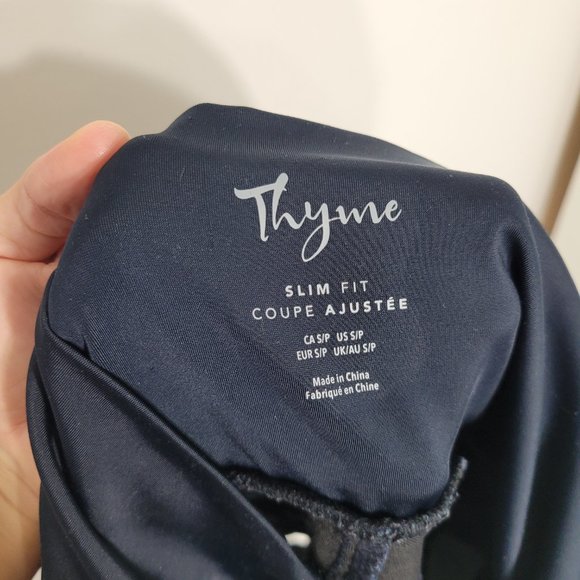 Thyme
SLIM FIT
COUPE AJUSTÉE
CA S/P US S/P
EUR S/P UK/AU S/P
Made in China
Fabriqué en Chine